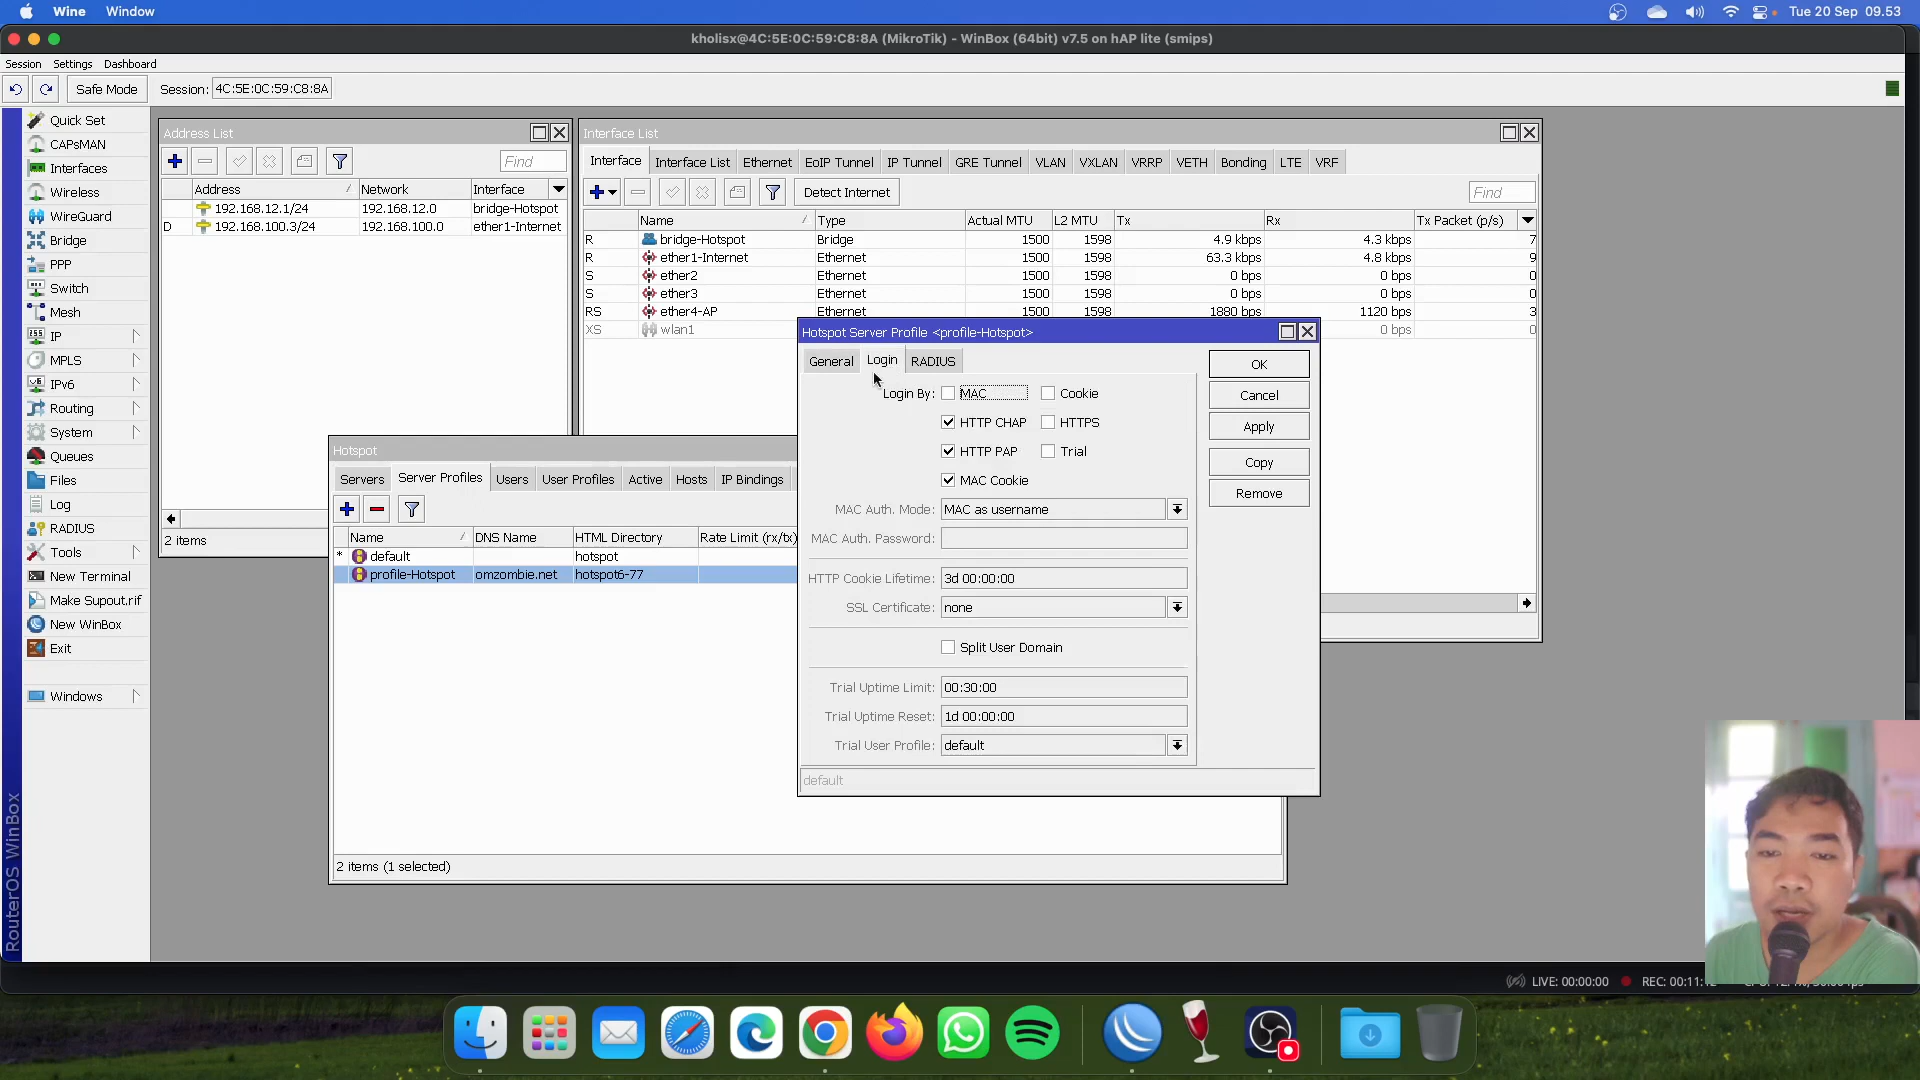 Wine Window
Tue 20 Sep 09.53
kholisx@4C:5E:0C:59:C8:8A (MikroTik) - WinBox (64bit) v7.5 on hAP lite (smips)
Session Settings Dashboard
Safe Mode Session: 4C:5E:0C:59:C8:8A
Quick Set
CAPsMAN
Interfaces
Wireless
WireGuard
Bridge
PPP
Switch
Mesh
IP
MPLS
IPv6
Routing
System
Queues
Files
Log
RADIUS
Tools
New Terminal
Make Supout.rif
New WinBox
Exit
Windows
RouterOS WinBox
Address List
Find
Address Network Interface
192.168.12.1/24 192.168.12.0 bridge-Hotspot
D 192.168.100.3/24 192.168.100.0 ether1-Internet
2 items
Interface List
Interface Interface List Ethernet EoIP Tunnel IP Tunnel GRE Tunnel VLAN VXLAN VRRP VETH Bonding LTE VRF
Detect Internet Find
Name Type Actual MTU L2 MTU Tx Rx Tx Packet (p/s)
R bridge-Hotspot Bridge 1500 1598 4.9 kbps 4.3 kbps 7
R ether1-Internet Ethernet 1500 1598 63.3 kbps 4.8 kbps 9
S ether2 Ethernet 1500 1598 0 bps 0 bps 0
S ether3 Ethernet 1500 1598 0 bps 0 bps 0
RS ether4-AP Ethernet 1500 1598 1880 bps 1120 bps 3
XS wlan1 0 bps 0
Hotspot
Servers Server Profiles Users User Profiles Active Hosts IP Bindings
Name DNS Name HTML Directory Rate Limit (rx/tx)
* default hotspot
profile-Hotspot omzombie.net hotspot6-77
2 items (1 selected)
Hotspot Server Profile <profile-Hotspot>
General Login RADIUS
Login By: MAC Cookie
HTTP CHAP HTTPS
HTTP PAP Trial
MAC Cookie
MAC Auth. Mode: MAC as username
MAC Auth. Password:
HTTP Cookie Lifetime: 3d 00:00:00
SSL Certificate: none
Split User Domain
Trial Uptime Limit: 00:30:00
Trial Uptime Reset: 1d 00:00:00
Trial User Profile: default
default
OK
Cancel
Apply
Copy
Remove
LIVE: 00:00:00 REC: 00:11: